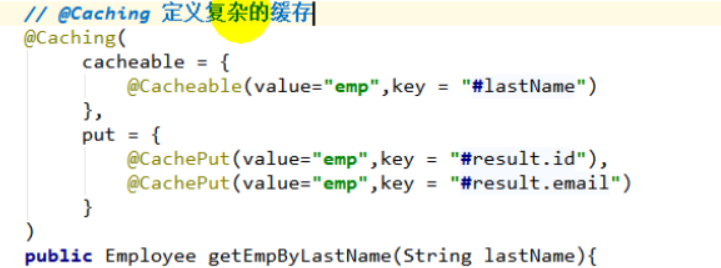 // @Caching 定义复杂的缓存
@Caching(
cacheable = {
@Cacheable(value="emp",key = "#lastName")
},
put = {
@CachePut(value="emp",key = "#result.id"),
@CachePut(value="emp",key = "#result.email")
}
)
public Employee getEmpByLastName(String lastName){